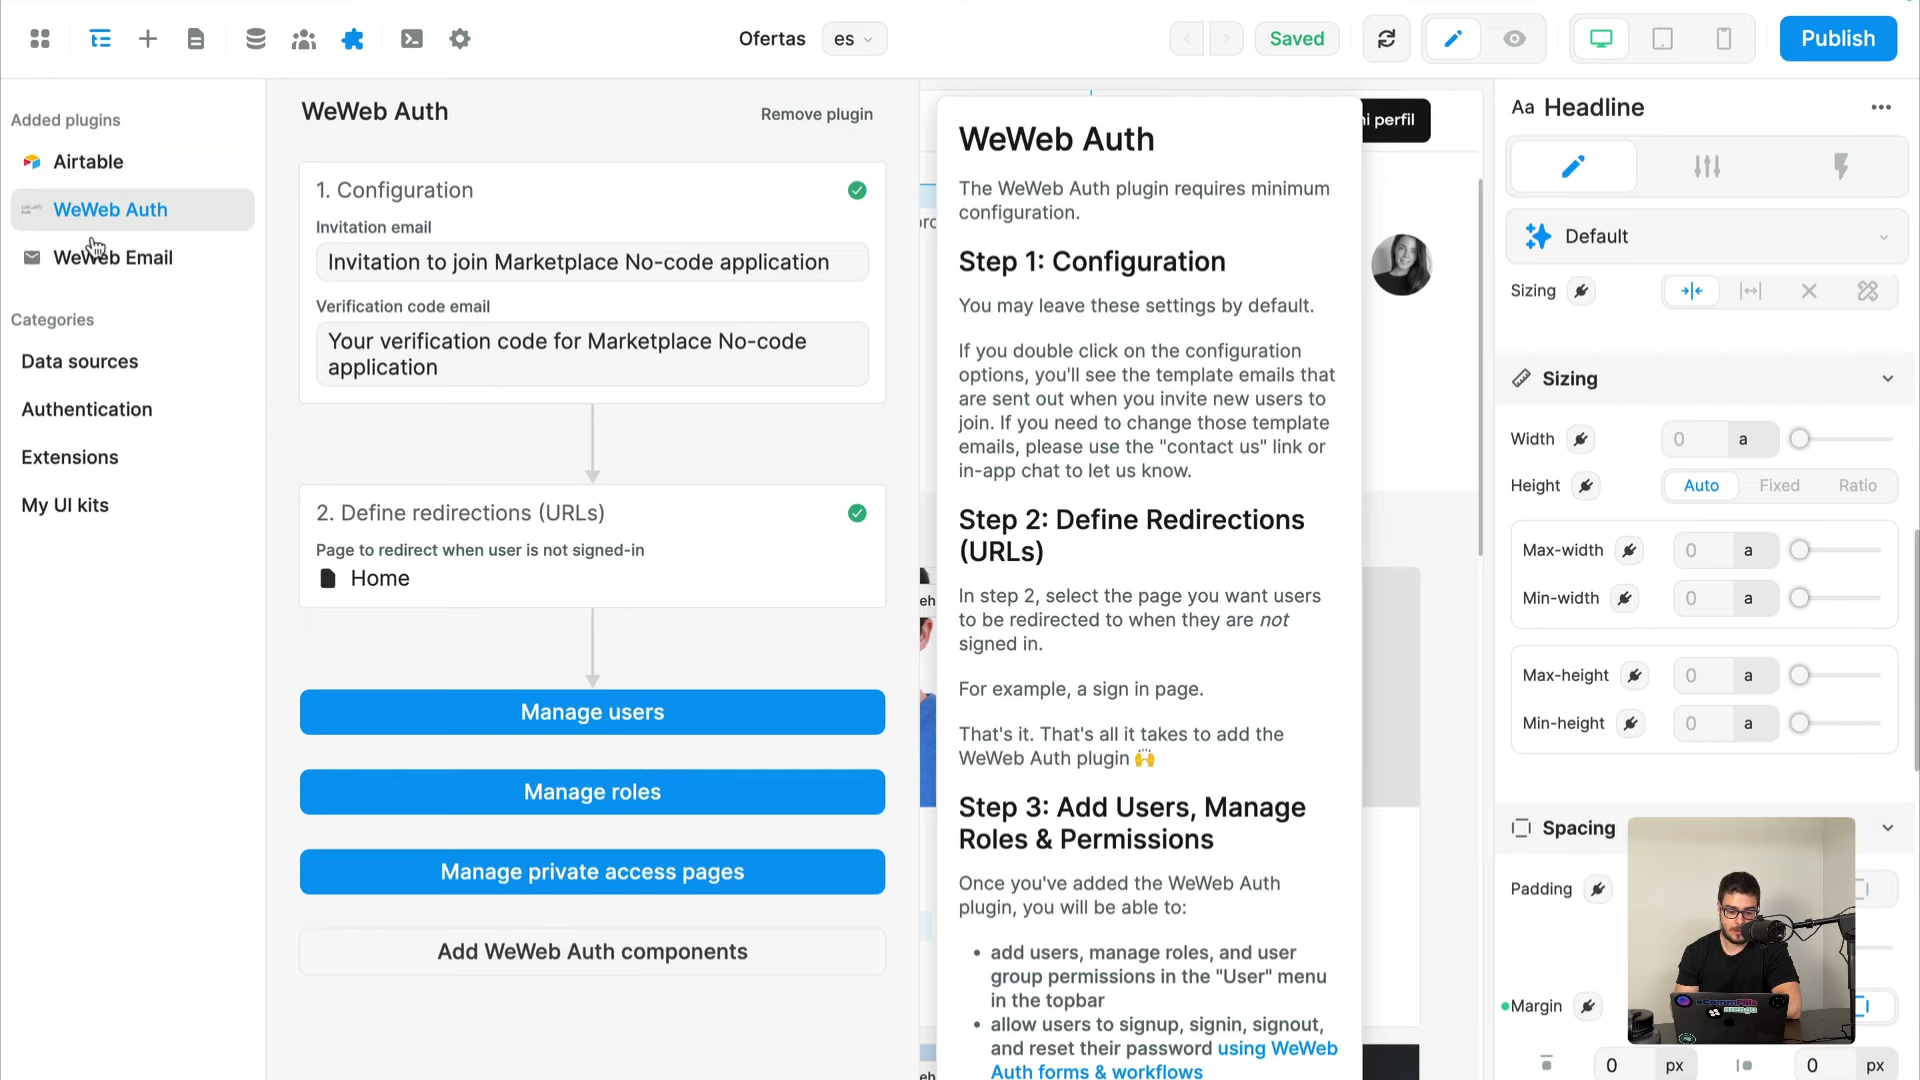 Ofertas
es
Saved
Publish
Added plugins
Airtable
WeWeb Auth
WeWeb Email
Categories
Data sources
Authentication
Extensions
My UI kits
WeWeb Auth
Remove plugin
1. Configuration
Invitation email
Invitation to join Marketplace No-code application
Verification code email
Your verification code for Marketplace No-code
application
2. Define redirections (URLs)
Page to redirect when user is not signed-in
Home
Manage users
Manage roles
Manage private access pages
Add WeWeb Auth components
WeWeb Auth
The WeWeb Auth plugin requires minimum
configuration.
Step 1: Configuration
You may leave these settings by default.
If you double click on the configuration
options, you'll see the template emails that
are sent out when you invite new users to
join. If you need to change those template
emails, please use the "contact us" link or
in-app chat to let us know.
Step 2: Define Redirections
(URLs)
In step 2, select the page you want users
to be redirected to when they are not
signed in.
For example, a sign in page.
That's it. That's all it takes to add the
WeWeb Auth plugin 🙌
Step 3: Add Users, Manage
Roles & Permissions
Once you've added the WeWeb Auth
plugin, you will be able to:
• add users, manage roles, and user
group permissions in the "User" menu
in the topbar
• allow users to signup, signin, signout,
and reset their password using WeWeb
Auth forms & workflows
perfil
Aa Headline
Default
Sizing
Sizing
Width
0 a
Height
Auto Fixed Ratio
Max-width
0 a
Min-width
0 a
Max-height
0 a
Min-height
0 a
Spacing
Padding
Margin
0 px
0 px